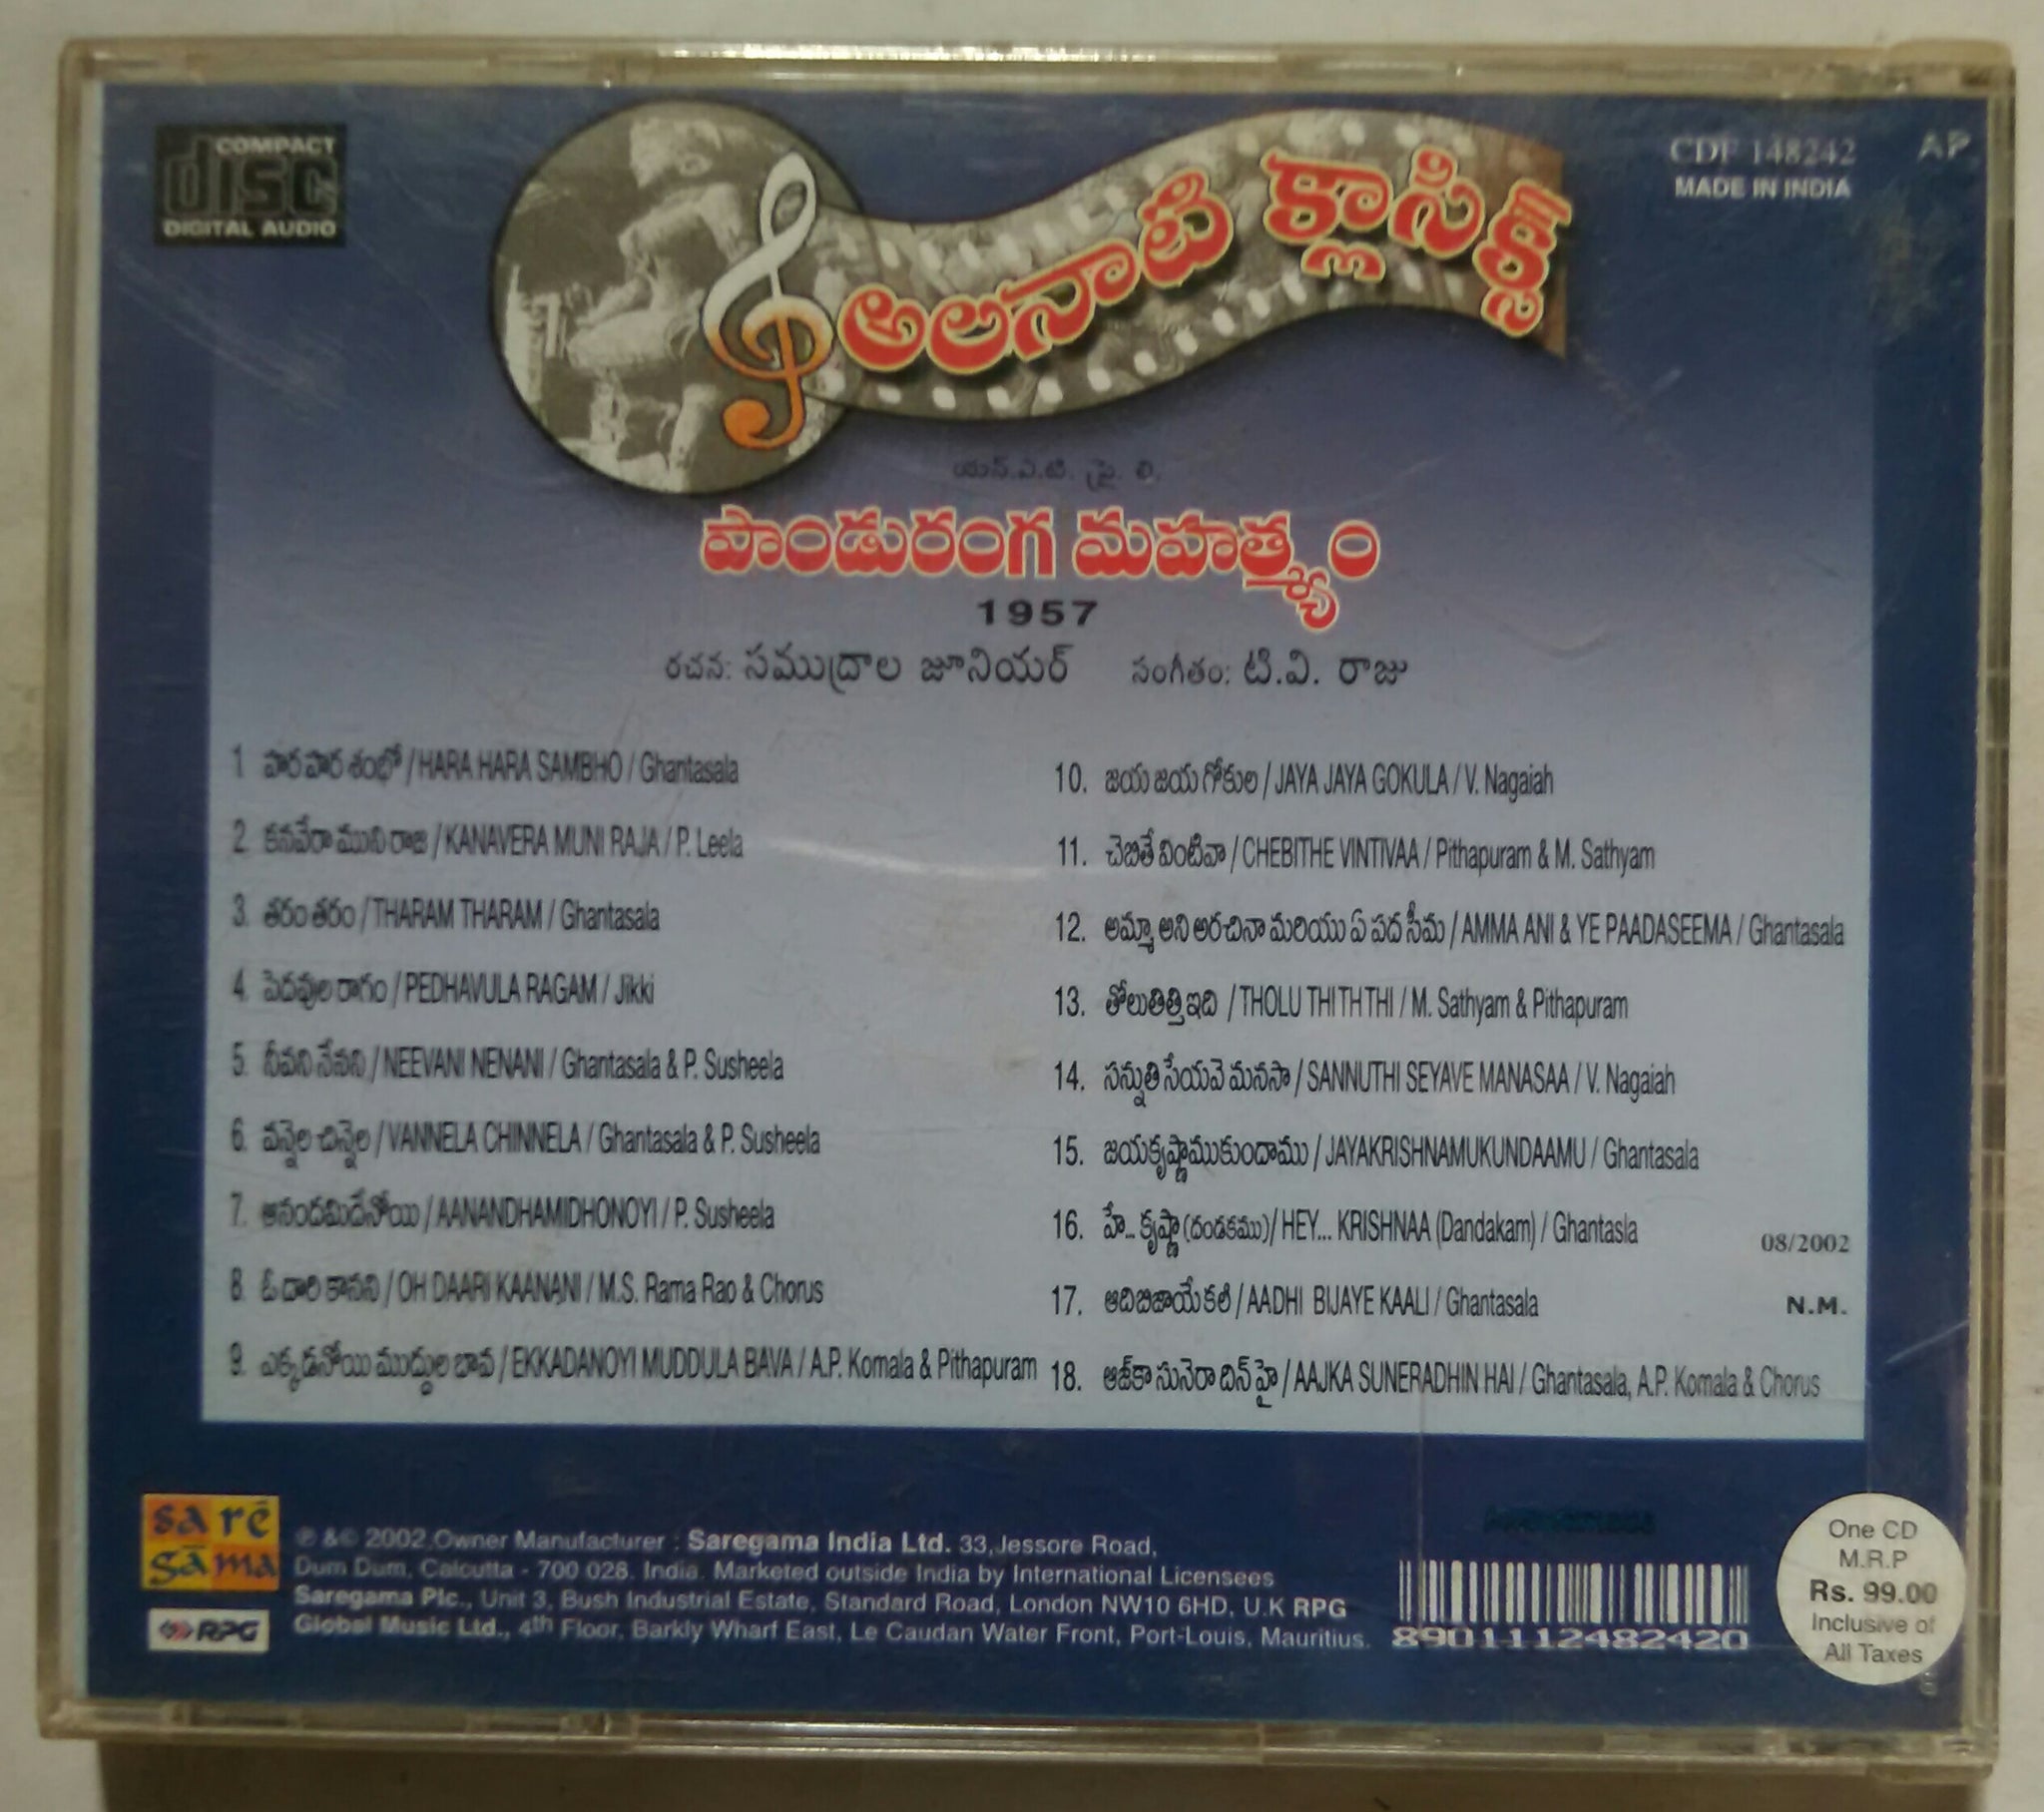 COMPACT
disc
DIGITAL AUDIO
CDF 148242 AP
MADE IN INDIA
అలనాటి క్లాసిక్స్
యన్.ఎ.టి. ప్రై. లి.
పాండురంగ మహత్మ్యం
1957
రచన: సముద్రాల జూనియర్ సంగీతం: టి.వి. రాజు
1 హర హర శంభో / HARA HARA SAMBHO / Ghantasala
2. కనవేరా ముని రాజ / KANAVERA MUNI RAJA / P. Leela
3. తరం తరం / THARAM THARAM / Ghantasala
4. పెదవుల రాగం / PEDHAVULA RAGAM / Jikki
5. నీవని నేనని / NEEVANI NENANI / Ghantasala & P. Susheela
6. వన్నెల చిన్నెల / VANNELA CHINNELA / Ghantasala & P. Susheela
7. ఆనందమిదేనోయి / AANANDHAMIDHONOYI / P. Susheela
8. ఓ దారి కానని / OH DAARI KAANANI / M.S. Rama Rao & Chorus
9. ఎక్కడనోయి ముద్దుల బావ / EKKADANOYI MUDDULA BAVA / A.P. Komala & Pithapuram
10. జయ జయ గోకుల / JAYA JAYA GOKULA / V. Nagaiah
11. చెబితే వింటివా / CHEBITHE VINTIVAA / Pithapuram & M. Sathyam
12. అమ్మా అని అరచినా మరియు ఏ పద సీమ / AMMA ANI & YE PAADASEEMA / Ghantasala
13. తోలుతిత్తి ఇది / THOLU THITHTHI / M. Sathyam & Pithapuram
14. సన్నుతి సేయవె మనసా / SANNUTHI SEYAVE MANASAA / V. Nagaiah
15. జయకృష్ణాముకుందాము / JAYAKRISHNAMUKUNDAAMU / Ghantasala
16. హే... కృష్ణా (దండకము) / HEY... KRISHNAA (Dandakam) / Ghantasla
17. ఆది బిజాయే కలి / AADHI BIJAYE KAALI / Ghantasala
18. ఆజ్‌కా సునెరా దిన్ హై / AAJKA SUNERADHIN HAI / Ghantasala, A.P. Komala & Chorus
08/2002
N.M.
sa rē
gāma
RPG
℗ & © 2002.Owner Manufacturer : Saregama India Ltd. 33,Jessore Road,
Dum Dum, Calcutta - 700 028. India. Marketed outside India by International Licensees
Saregama Plc., Unit 3, Bush Industrial Estate, Standard Road, London NW10 6HD, U.K RPG
Global Music Ltd., 4th Floor, Barkly Wharf East, Le Caudan Water Front, Port-Louis, Mauritius.
8901112482420
One CD
M.R.P
Rs. 99.00
Inclusive of
All Taxes